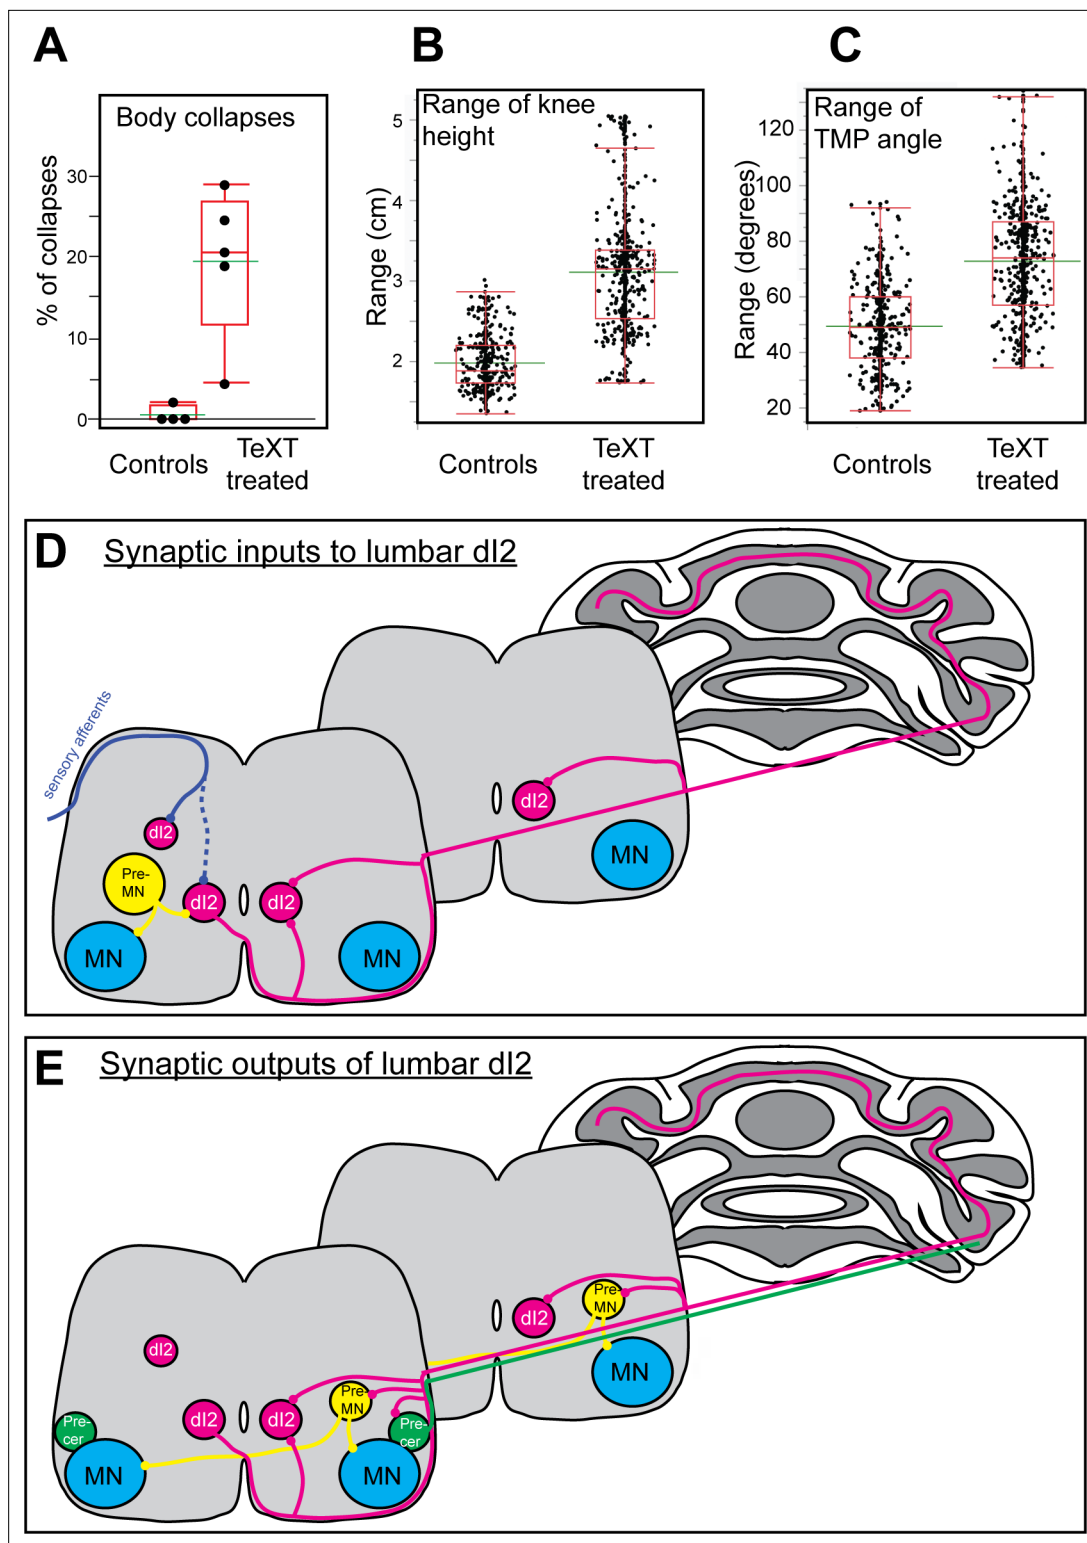 A
B
C
Body collapses
% of collapses
30
20
10
0
Controls
TeXT
treated
Range of knee
height
Range (cm)
5
4
3
2
Controls
TeXT
treated
Range of
TMP angle
Range (degrees)
120
100
80
60
40
20
Controls
TeXT
treated
D
Synaptic inputs to lumbar dI2
sensory afferents
dI2
Pre-
MN
dI2
dI2
MN
MN
dI2
MN
E
Synaptic outputs of lumbar dI2
dI2
Pre-
cer
dI2
dI2
Pre-
MN
Pre-
cer
MN
MN
dI2
Pre-
MN
MN